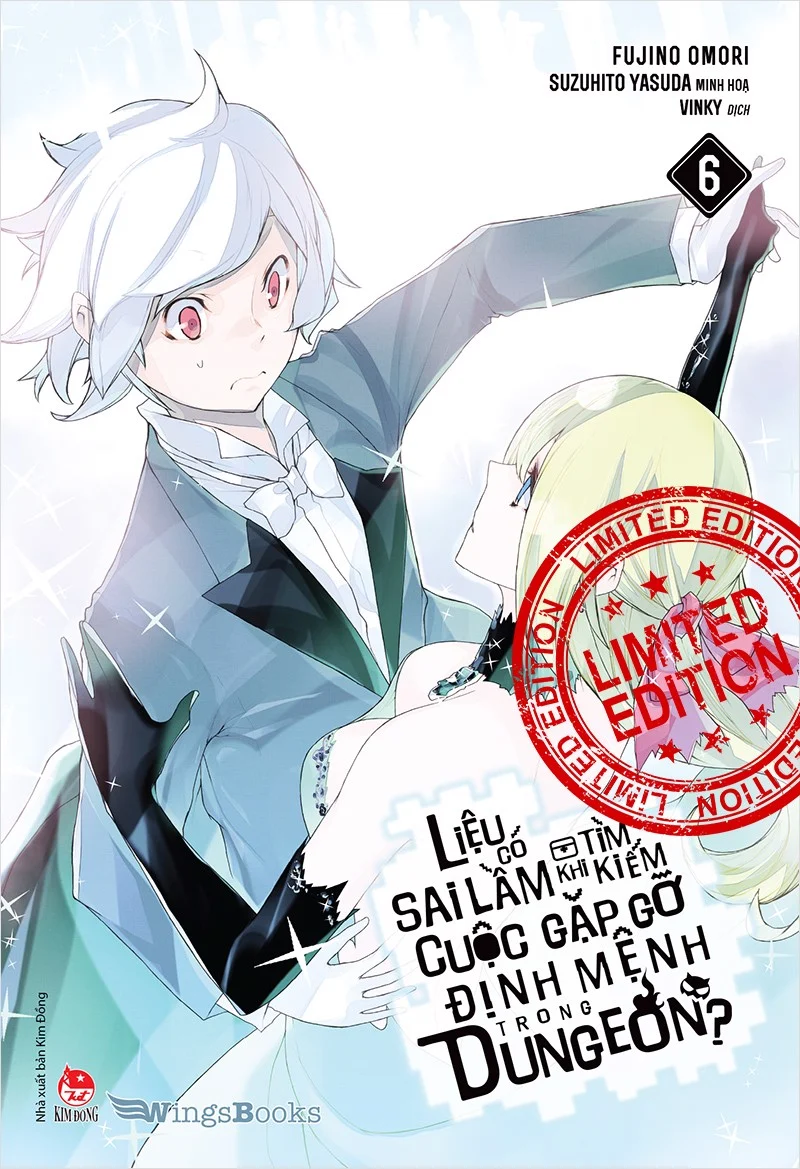 FUJINO OMORI
SUZUHITO YASUDA MINH HOẠ
VINKY DỊCH
6
LIMITED EDITION
LIMITED EDITION
LIMITED EDITION
EDITION
LIMITED
EDITION
LIỆU CÓ
SAI LẦM KHI TÌM KIẾM
CUỘC GẶP GỠ
ĐỊNH MỆNH
TRONG
DUNGEON?
Nhà xuất bản Kim Đồng
KIM ĐỒNG
WingsBooks